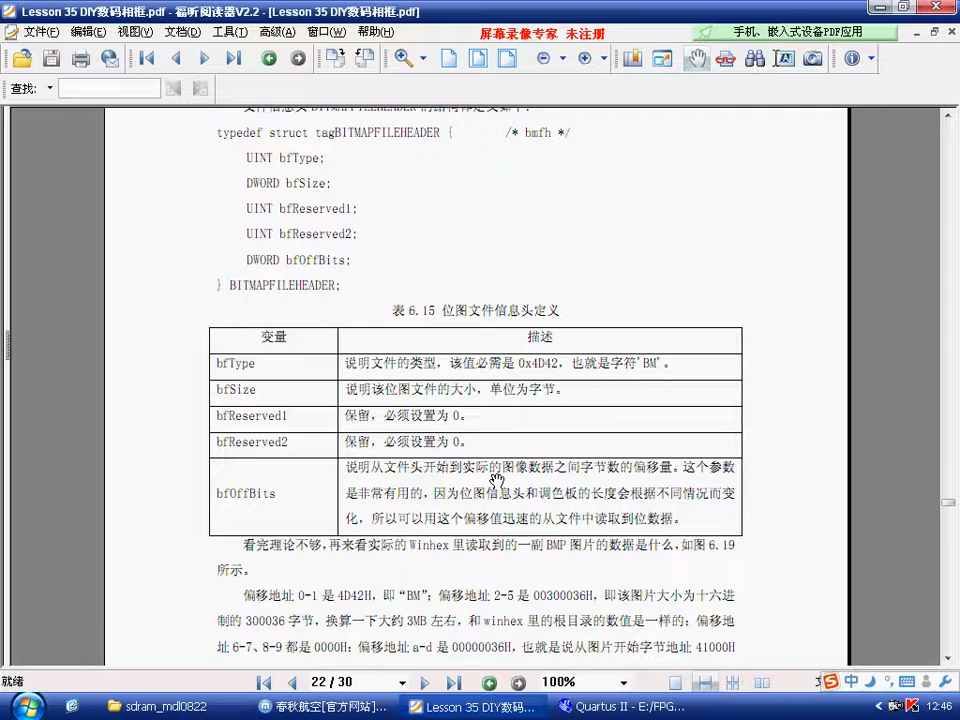 Lesson 35 DIY数码相框.pdf - 福昕阅读器V2.2 - [Lesson 35 DIY数码相框.pdf]
文件(F) 编辑(E) 视图(V) 文档(D) 工具(T) 高级(A) 窗口(W) 帮助(H)
屏幕录像专家 未注册
手机、嵌入式设备PDF应用
查找:
typedef struct tagBITMAPFILEHEADER { /* bmfh */
UINT bfType;
DWORD bfSize;
UINT bfReserved1;
UINT bfReserved2;
DWORD bfOffBits;
} BITMAPFILEHEADER;
表 6.15 位图文件信息头定义
变量 描述
bfType 说明文件的类型，该值必需是 0x4D42，也就是字符'BM'。
bfSize 说明该位图文件的大小，单位为字节。
bfReserved1 保留，必须设置为 0。
bfReserved2 保留，必须设置为 0。
bfOffBits 说明从文件头开始到实际的图像数据之间字节数的偏移量。这个参数
是非常有用的，因为位图信息头和调色板的长度会根据不同情况而变
化，所以可以用这个偏移值迅速的从文件中读取到位数据。
看完理论不够，再来看实际的 Winhex 里读取到的一副 BMP 图片的数据是什么，如图 6.19
所示。
偏移地址 0-1 是 4D42H，即“BM”；偏移地址 2-5 是 00300036H，即该图片大小为十六进
制的 300036 字节，换算一下大约 3MB 左右，和 winhex 里的根目录的数值是一样的；偏移地
址 6-7、8-9 都是 0000H；偏移地址 a-d 是 00000036H，也就是说从图片开始字节地址 41000H
就绪
22 / 30
100%
中
sdram_mdl0822
春秋航空[官方网站]...
Lesson 35 DIY数码...
Quartus II - E:/FPG...
12:46